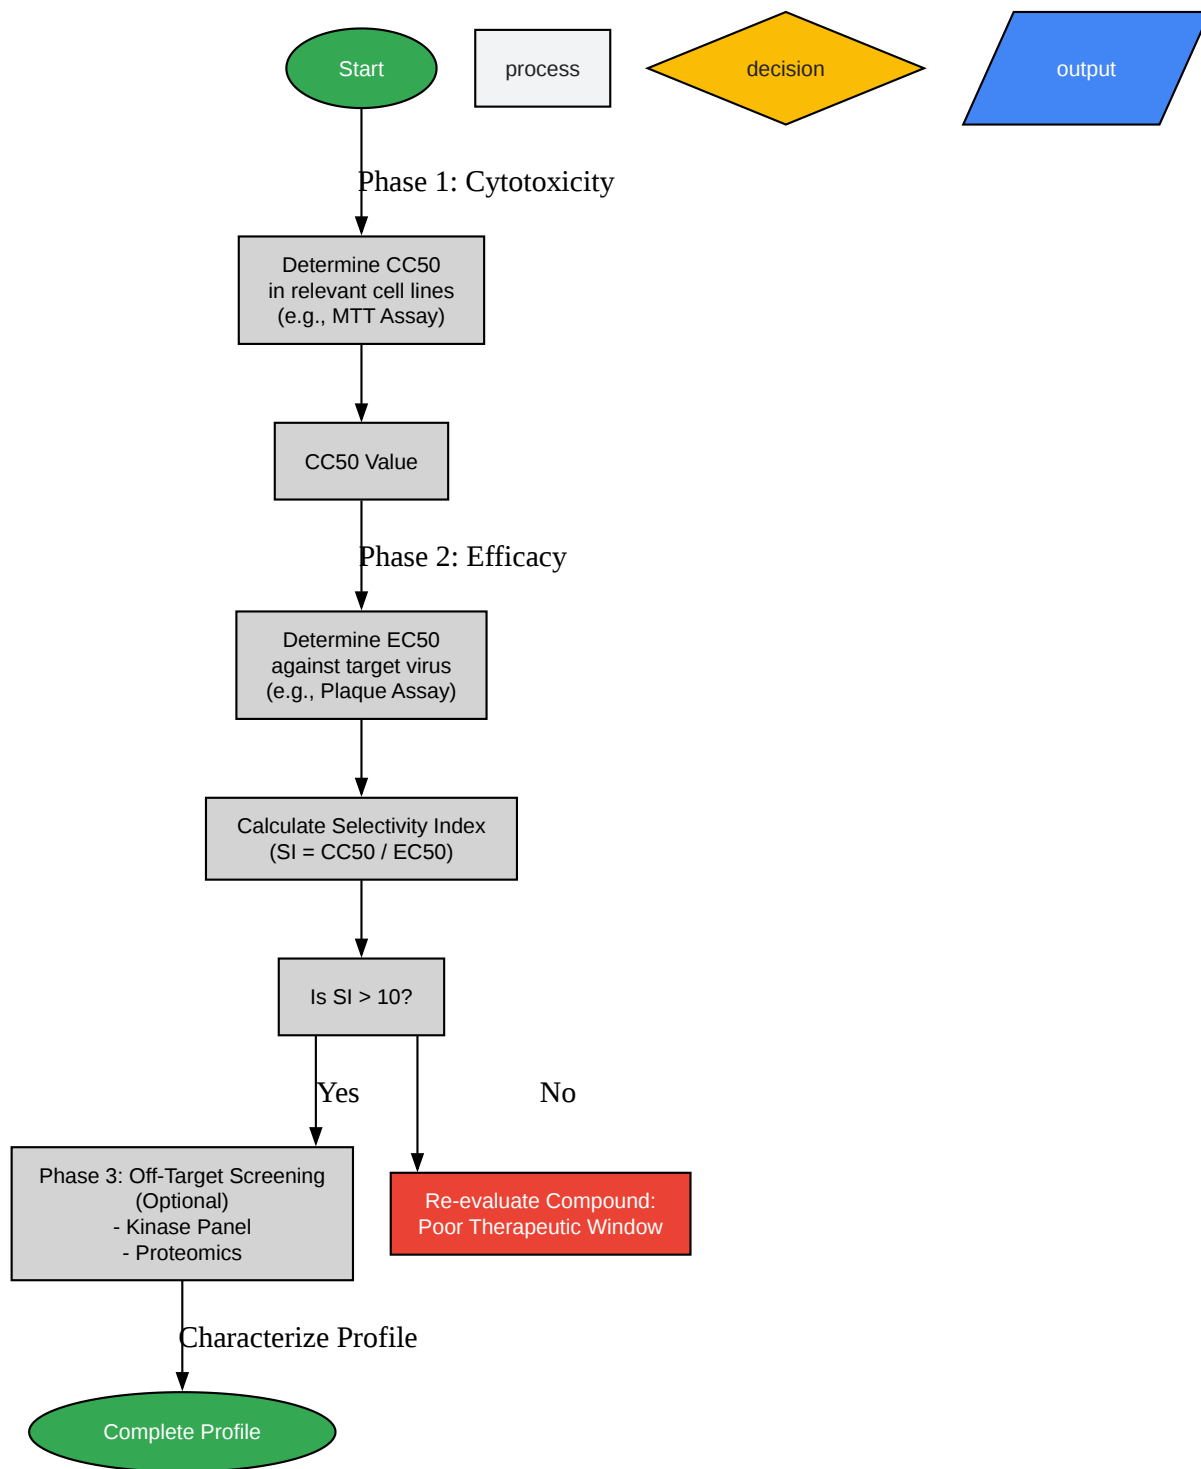 Start
process
decision
output
Phase 1: Cytotoxicity
Determine CC50
in relevant cell lines
(e.g., MTT Assay)
CC50 Value
Phase 2: Efficacy
Determine EC50
against target virus
(e.g., Plaque Assay)
Calculate Selectivity Index
(SI = CC50 / EC50)
Is SI > 10?
Yes
No
Phase 3: Off-Target Screening
(Optional)
- Kinase Panel
- Proteomics
Re-evaluate Compound:
Poor Therapeutic Window
Characterize Profile
Complete Profile